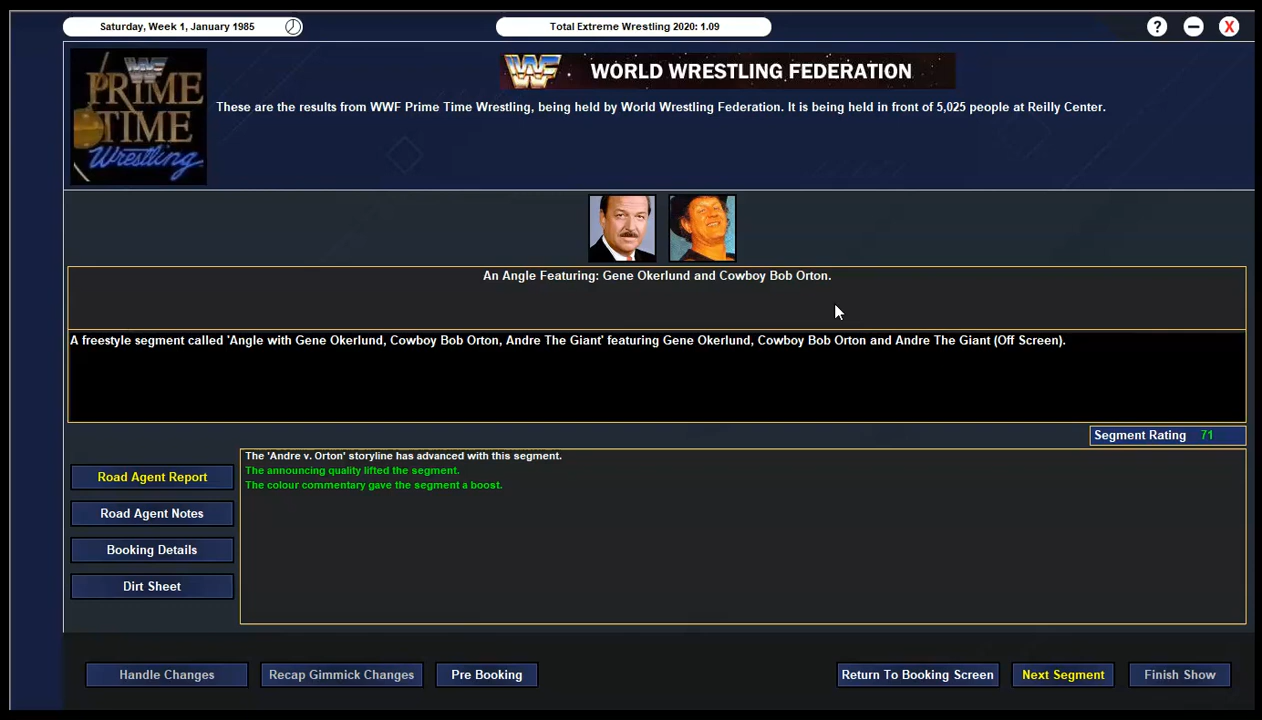 Saturday, Week 1, January 1985
Total Extreme Wrestling 2020: 1.09
?
X
WF
PRIME
TIME
Wrestling
WF
WORLD WRESTLING FEDERATION
These are the results from WWF Prime Time Wrestling, being held by World Wrestling Federation. It is being held in front of 5,025 people at Reilly Center.
An Angle Featuring: Gene Okerlund and Cowboy Bob Orton.
A freestyle segment called 'Angle with Gene Okerlund, Cowboy Bob Orton, Andre The Giant' featuring Gene Okerlund, Cowboy Bob Orton and Andre The Giant (Off Screen).
Segment Rating 71
The 'Andre v. Orton' storyline has advanced with this segment.
The announcing quality lifted the segment.
The colour commentary gave the segment a boost.
Road Agent Report
Road Agent Notes
Booking Details
Dirt Sheet
Handle Changes
Recap Gimmick Changes
Pre Booking
Return To Booking Screen
Next Segment
Finish Show